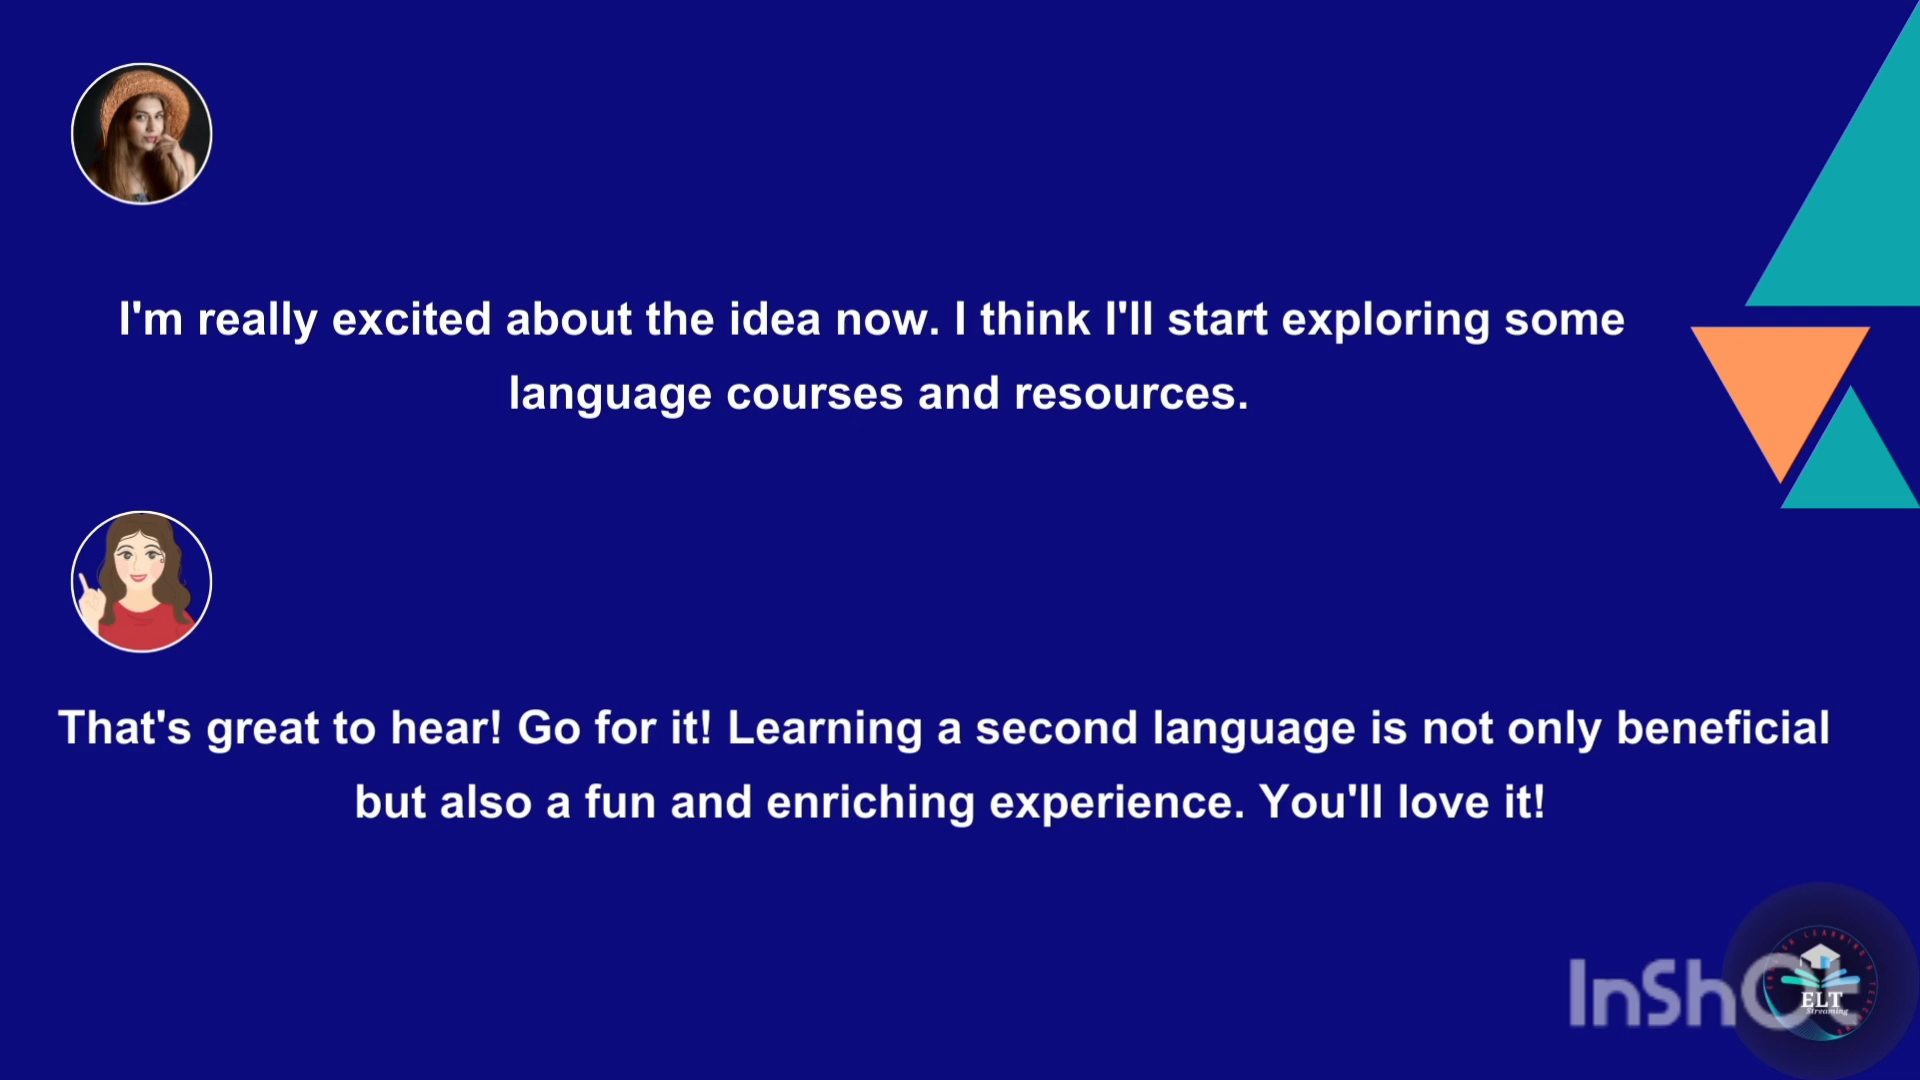 I'm really excited about the idea now. I think I'll start exploring some
language courses and resources.
That's great to hear! Go for it! Learning a second language is not only beneficial
but also a fun and enriching experience. You'll love it!
InShOt
ELT
Streaming